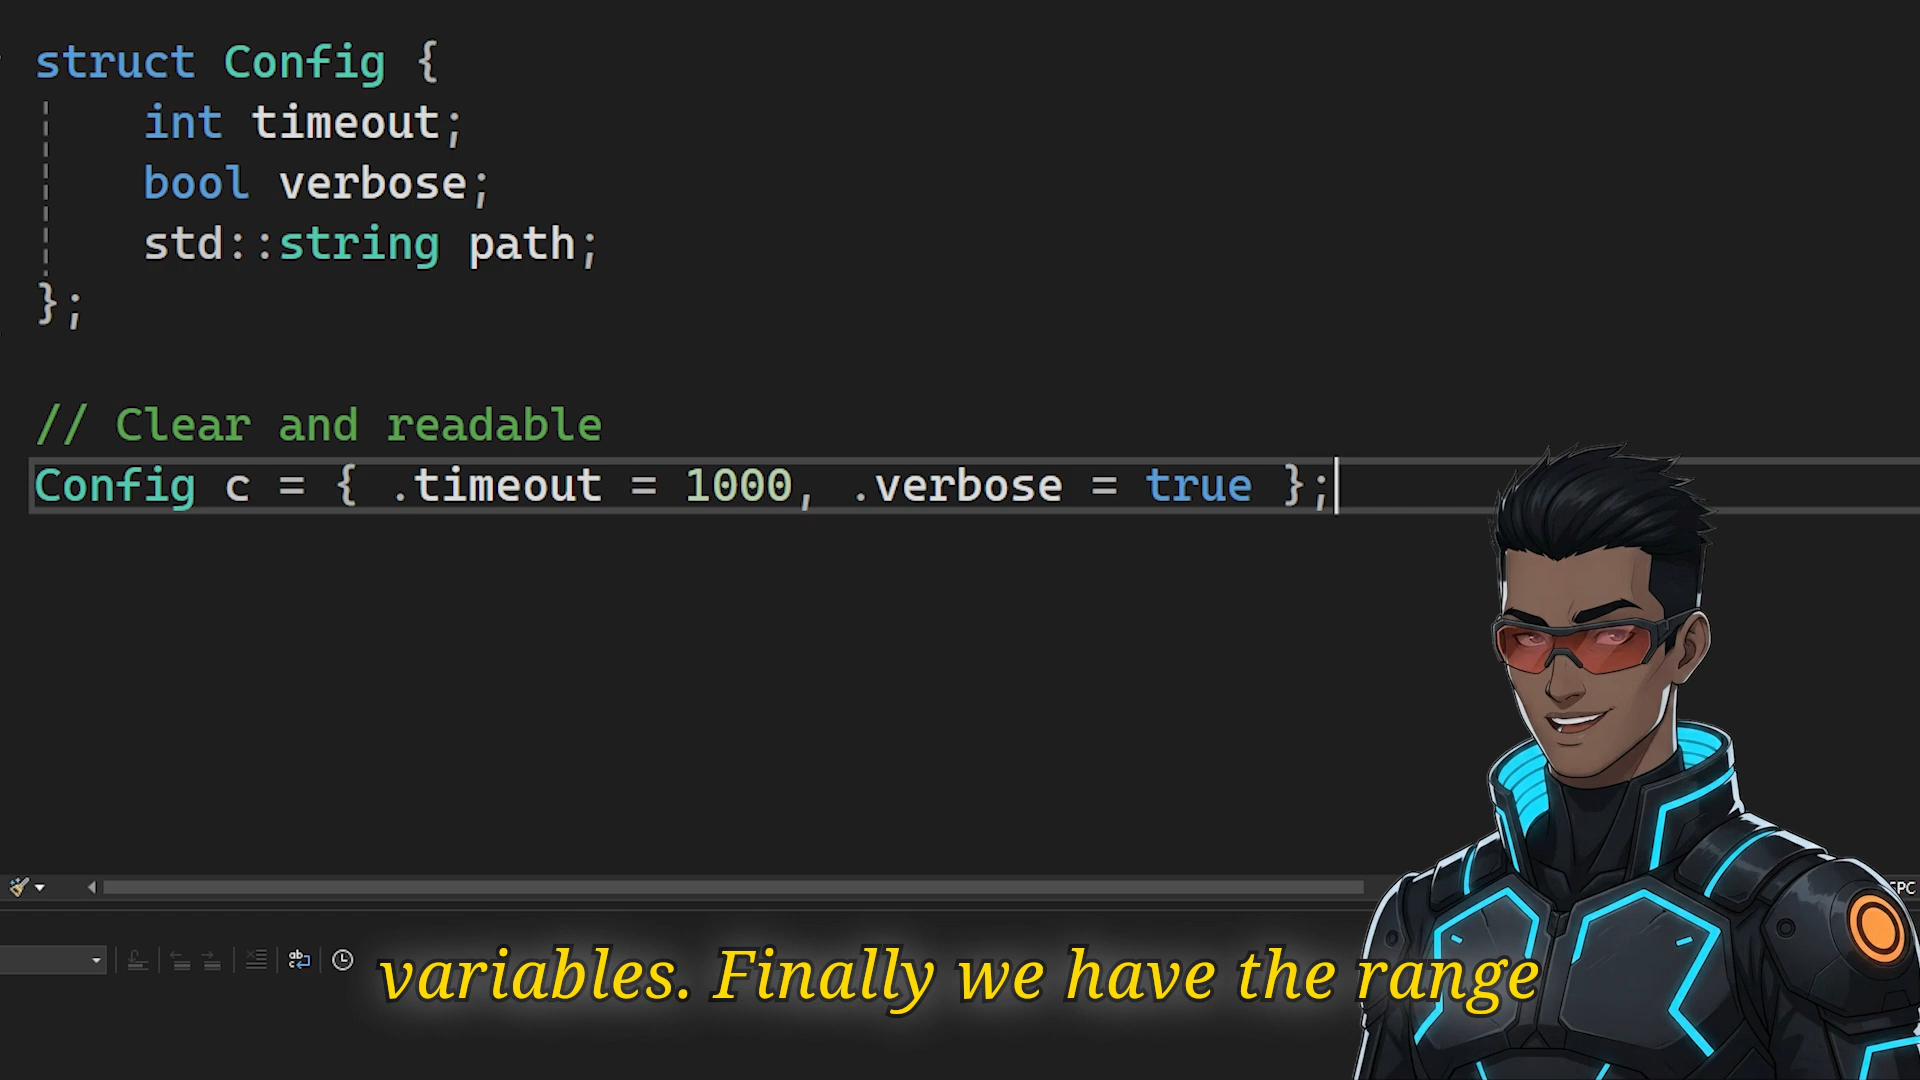 struct Config {
int timeout;
bool verbose;
std::string path;
};
// Clear and readable
Config c = { .timeout = 1000, .verbose = true };
SPC
variables. Finally we have the range